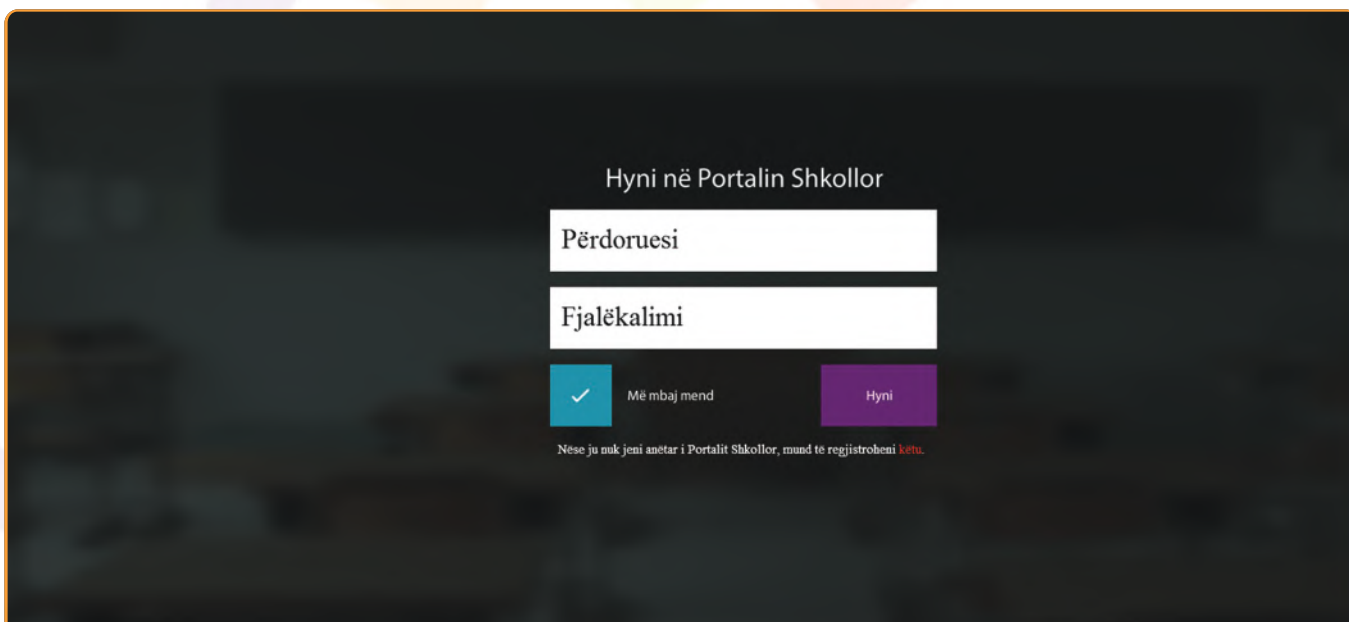 Hyni në Portalin Shkollor
Përdoruesi
Fjalëkalimi
Më mbaj mend
Hyni
Nëse ju nuk jeni anëtar i Portalit Shkollor, mund të regjistroheni këtu.